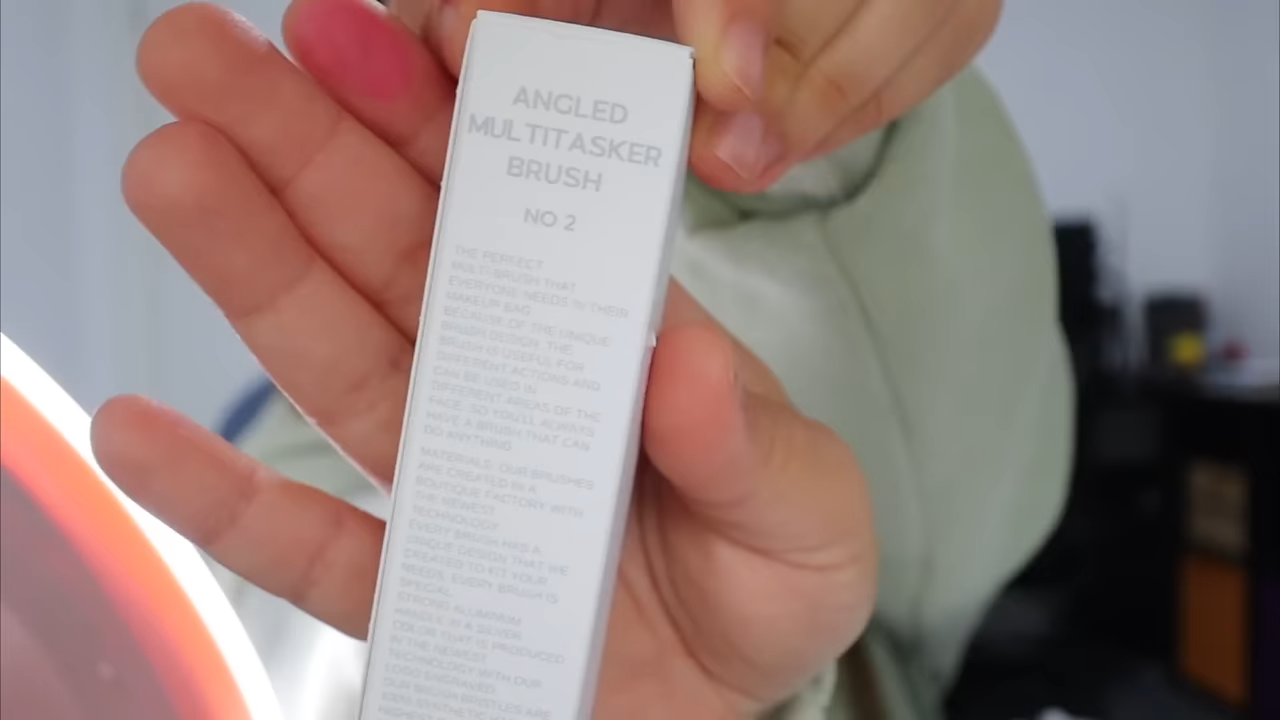 ANGLED
MULTITASKER
BRUSH
NO 2
THE PERFECT
MULTI-BRUSH THAT
EVERYONE NEEDS IN THEIR
MAKEUP BAG.
BECAUSE OF THE UNIQUE
BRUSH DESIGN, THE
BRUSH IS USEFUL FOR
DIFFERENT ACTIONS AND
CAN BE USED IN
DIFFERENT AREAS OF THE
FACE, SO YOU'LL ALWAYS
HAVE A BRUSH THAT CAN
DO ANYTHING.
MATERIALS: OUR BRUSHES
ARE CREATED IN A
BOUTIQUE FACTORY WITH
THE NEWEST
TECHNOLOGY.
EVERY BRUSH HAS A
UNIQUE DESIGN THAT WE
CREATED TO FIT YOUR
NEEDS, EVERY BRUSH IS
SPECIAL.
STRONG ALUMINUM
HANDLE IN A SILVER
COLOR THAT IS PRODUCED
IN THE NEWEST
TECHNOLOGY WITH OUR
LOGO ENGRAVED.
OUR BRUSH BRISTLES ARE